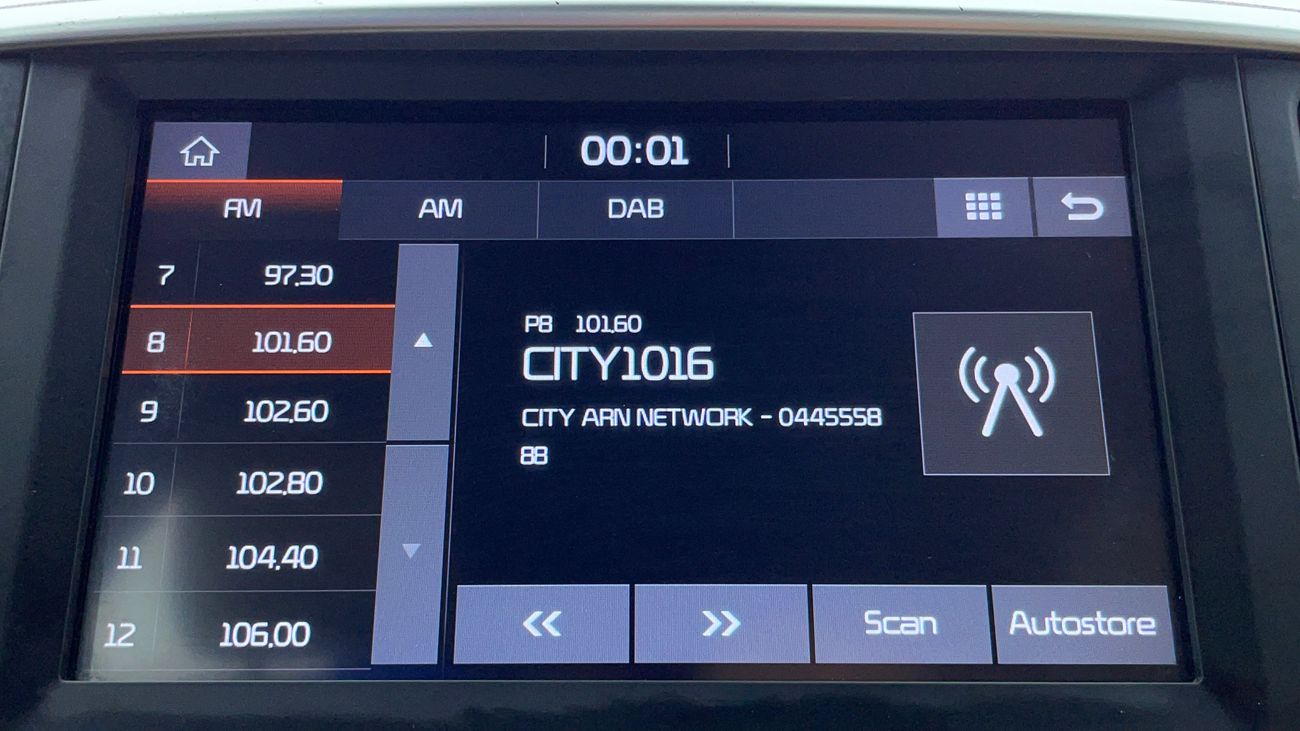 00:01
FM AM DAB
7 97.30
8 101.60
9 102.60
10 102.80
11 104.40
12 106.00
P8 101.60
CITY1016
CITY ARN NETWORK - 0445558
88
Scan Autostore